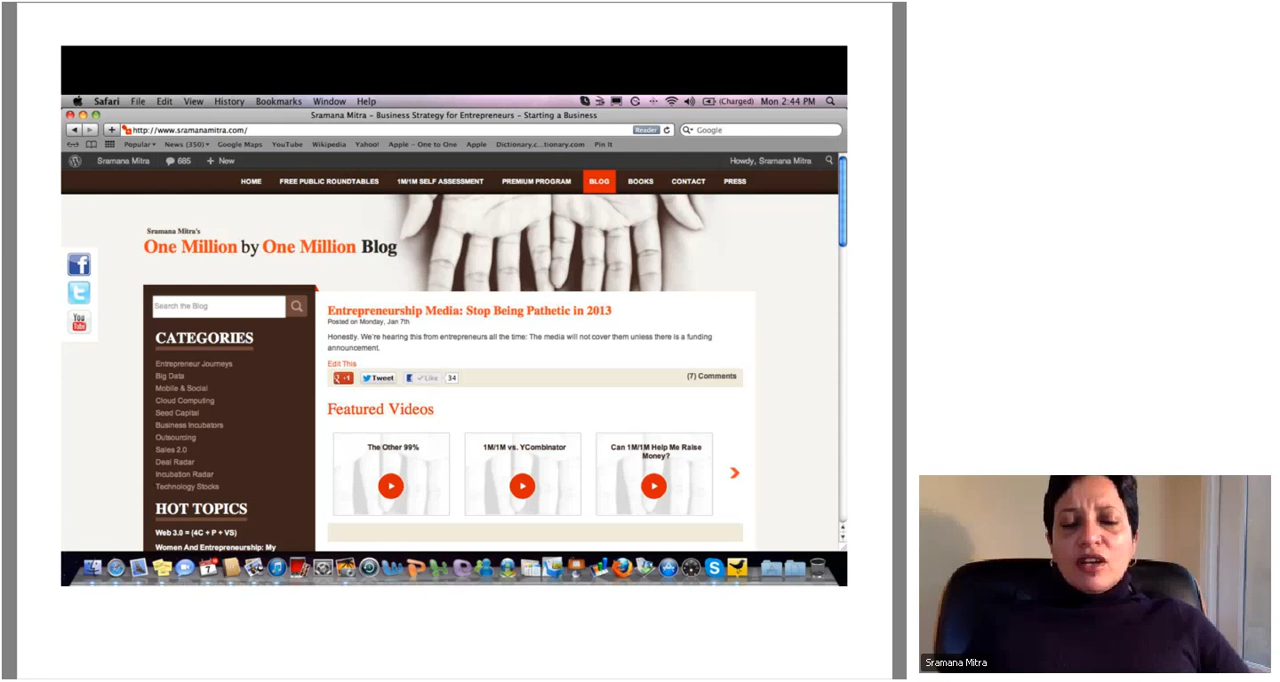 Safari File Edit View History Bookmarks Window Help (Charged) Mon 2:44 PM
Sramana Mitra – Business Strategy for Entrepreneurs – Starting a Business
http://www.sramanamitra.com/ Reader Google
Popular News (350) Google Maps YouTube Wikipedia Yahoo! Apple – One to One Apple Dictionary.c...tionary.com Pin It
Sramana Mitra 685 + New Howdy, Sramana Mitra
HOME FREE PUBLIC ROUNDTABLES 1M/1M SELF ASSESSMENT PREMIUM PROGRAM BLOG BOOKS CONTACT PRESS
Sramana Mitra's
One Million by One Million Blog
You
Tube
Search the Blog
CATEGORIES
Entrepreneur Journeys
Big Data
Mobile & Social
Cloud Computing
Seed Capital
Business Incubators
Outsourcing
Sales 2.0
Deal Radar
Incubation Radar
Technology Stocks
HOT TOPICS
Web 3.0 = (4C + P + VS)
Women And Entrepreneurship: My
Entrepreneurship Media: Stop Being Pathetic in 2013
Posted on Monday, Jan 7th
Honestly. We're hearing this from entrepreneurs all the time: The media will not cover them unless there is a funding
announcement.
Edit This
+1 Tweet Like 34 (7) Comments
Featured Videos
The Other 99%
1M/1M vs. YCombinator
Can 1M/1M Help Me Raise
Money?
Sramana Mitra